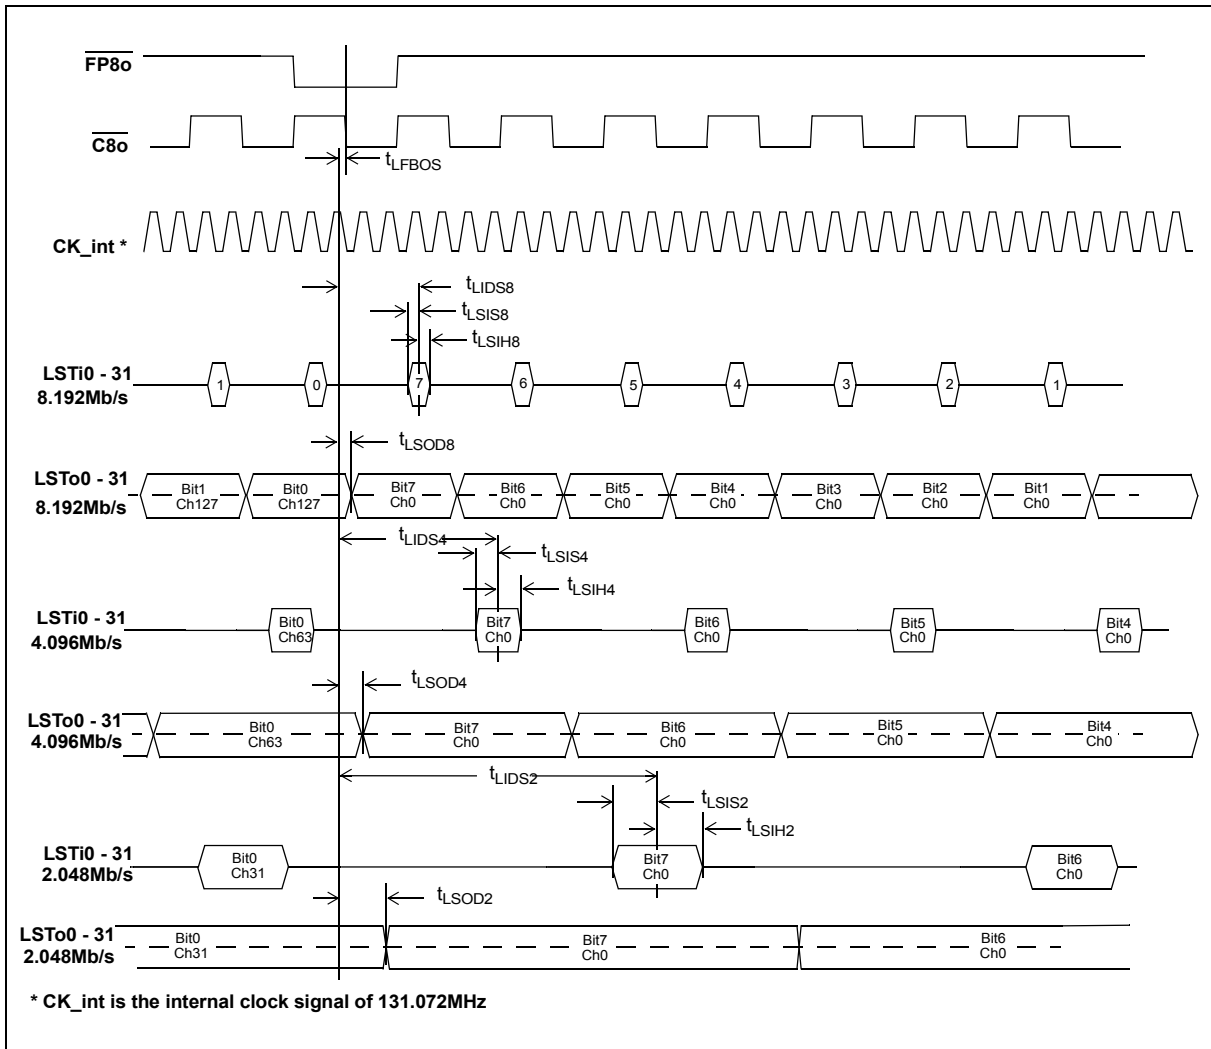 FP8o
C8o
tLFBOS
CK_int *
tLIDS8
tLSIS8
tLSIH8
LSTi0 - 31
8.192Mb/s
1 0 7 6 5 4 3 2 1
tLSOD8
LSTo0 - 31
8.192Mb/s
Bit1 Bit0 Bit7 Bit6 Bit5 Bit4 Bit3 Bit2 Bit1
Ch127 Ch127 Ch0 Ch0 Ch0 Ch0 Ch0 Ch0 Ch0
tLIDS4
tLSIS4
tLSIH4
LSTi0 - 31
4.096Mb/s
Bit0 Bit7 Bit6 Bit5 Bit4
Ch63 Ch0 Ch0 Ch0 Ch0
tLSOD4
LSTo0 - 31
4.096Mb/s
Bit0 Bit7 Bit6 Bit5 Bit4
Ch63 Ch0 Ch0 Ch0 Ch0
tLIDS2
tLSIS2
tLSIH2
LSTi0 - 31
2.048Mb/s
Bit0 Bit7 Bit6
Ch31 Ch0 Ch0
tLSOD2
LSTo0 - 31
2.048Mb/s
Bit0 Bit7 Bit6
Ch31 Ch0 Ch0
* CK_int is the internal clock signal of 131.072MHz